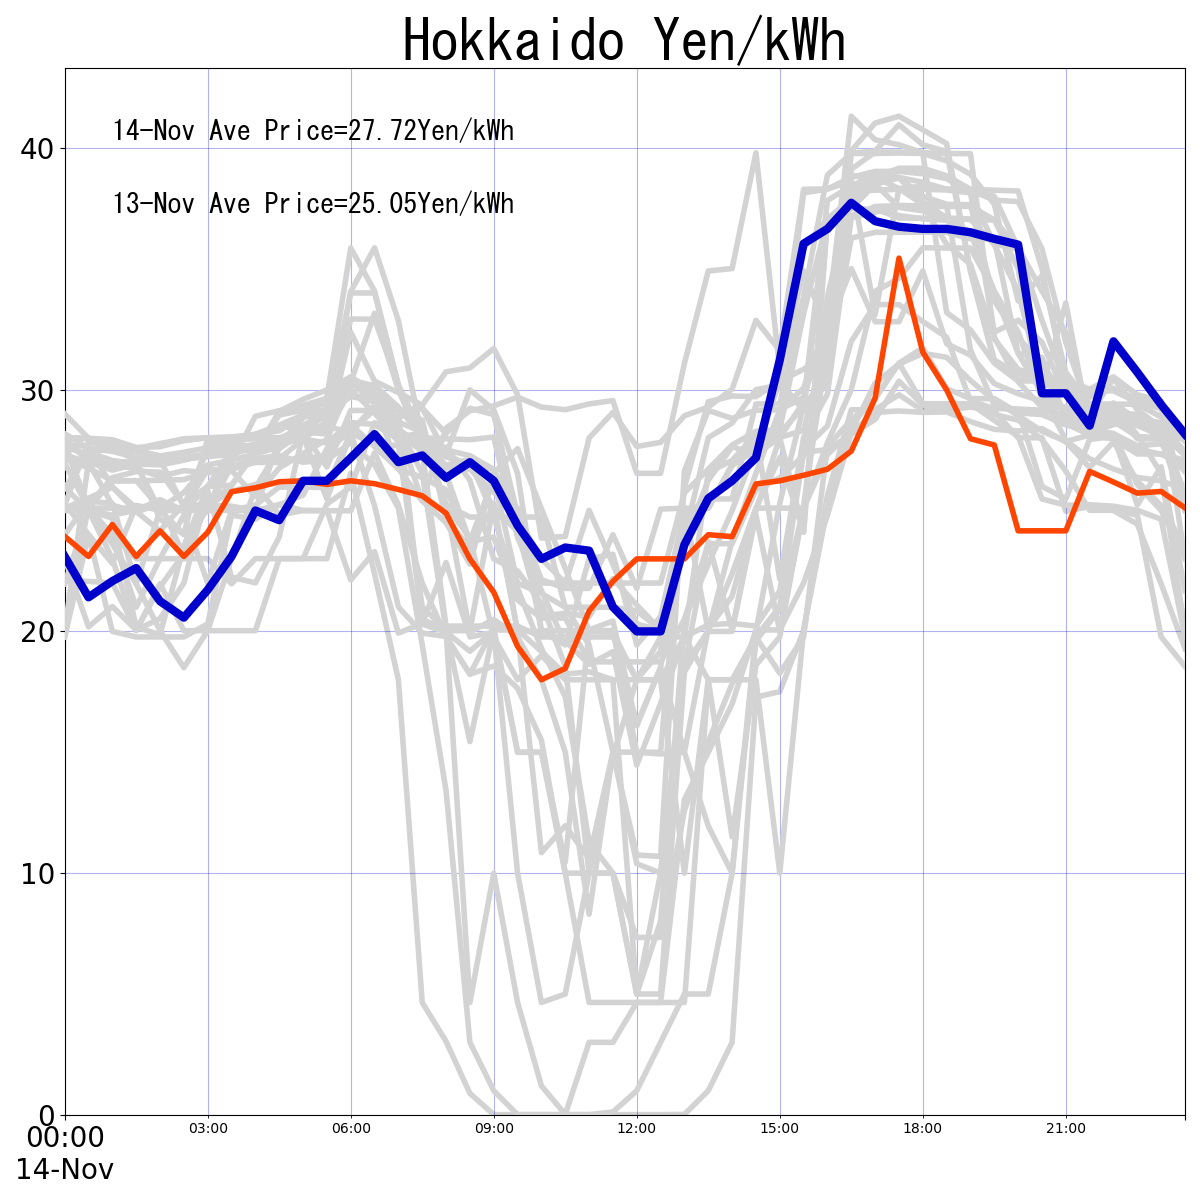 Hokkaido Yen/kWh
14-Nov Ave Price=27.72Yen/kWh
13-Nov Ave Price=25.05Yen/kWh
40
30
20
10
0
00:00 03:00 06:00 09:00 12:00 15:00 18:00 21:00
14-Nov